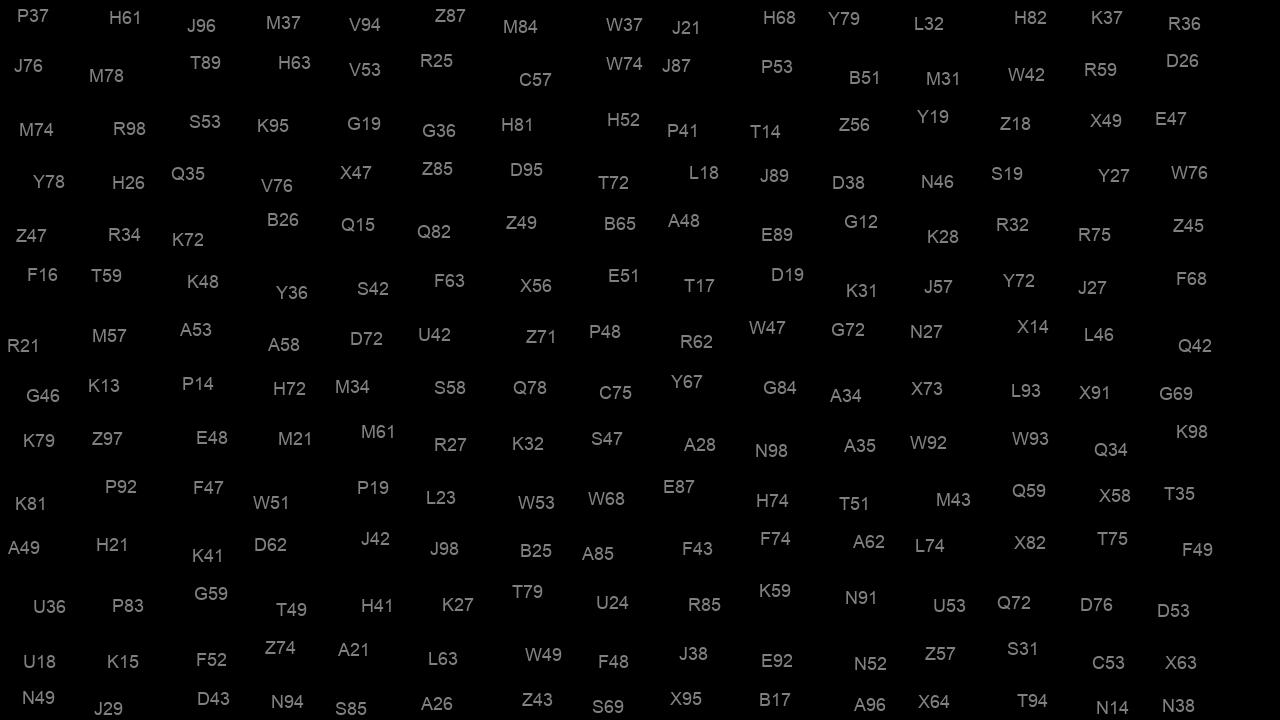 P37 H61 J96 M37 V94 Z87 M84 W37 J21 H68 Y79 L32 H82 K37 R36
J76 M78 T89 H63 V53 R25 C57 W74 J87 P53 B51 M31 W42 R59 D26
M74 R98 S53 K95 G19 G36 H81 H52 P41 T14 Z56 Y19 Z18 X49 E47
Y78 H26 Q35 V76 X47 Z85 D95 T72 L18 J89 D38 N46 S19 Y27 W76
Z47 R34 K72 B26 Q15 Q82 Z49 B65 A48 E89 G12 K28 R32 R75 Z45
F16 T59 K48 Y36 S42 F63 X56 E51 T17 D19 K31 J57 Y72 J27 F68
R21 M57 A53 A58 D72 U42 Z71 P48 R62 W47 G72 N27 X14 L46 Q42
G46 K13 P14 H72 M34 S58 Q78 C75 Y67 G84 A34 X73 L93 X91 G69
K79 Z97 E48 M21 M61 R27 K32 S47 A28 N98 A35 W92 W93 Q34 K98
K81 P92 F47 W51 P19 L23 W53 W68 E87 H74 T51 M43 Q59 X58 T35
A49 H21 K41 D62 J42 J98 B25 A85 F43 F74 A62 L74 X82 T75 F49
U36 P83 G59 T49 H41 K27 T79 U24 R85 K59 N91 U53 Q72 D76 D53
U18 K15 F52 Z74 A21 L63 W49 F48 J38 E92 N52 Z57 S31 C53 X63
N49 J29 D43 N94 S85 A26 Z43 S69 X95 B17 A96 X64 T94 N14 N38